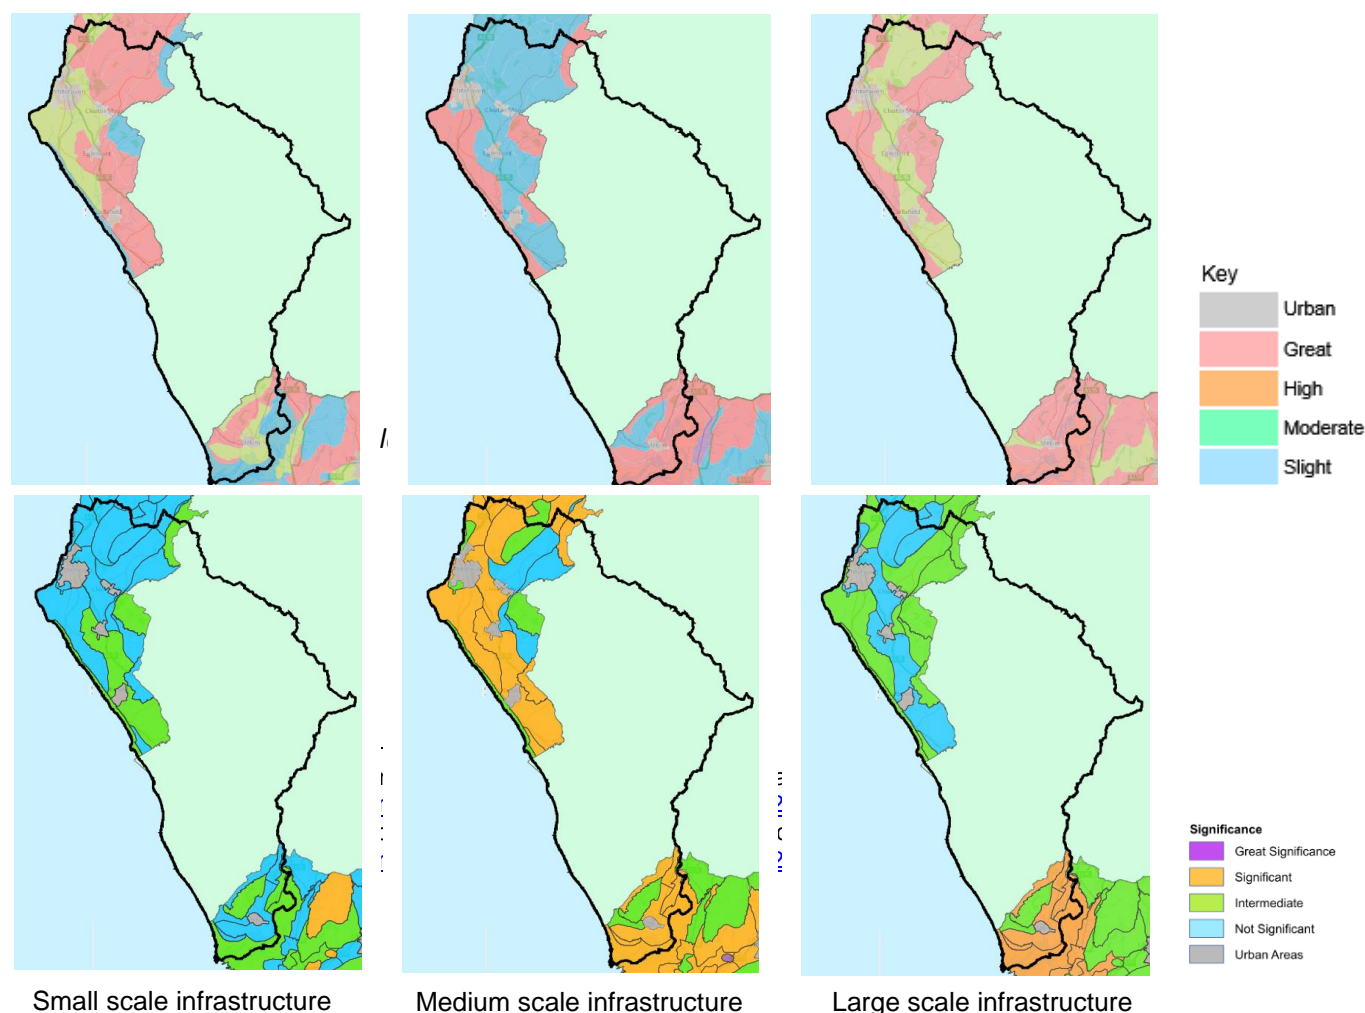 Key
Urban
Great
High
Moderate
Slight
Significance
Great Significance
Significant
Intermediate
Not Significant
Urban Areas
Small scale infrastructure
Medium scale infrastructure
Large scale infrastructure